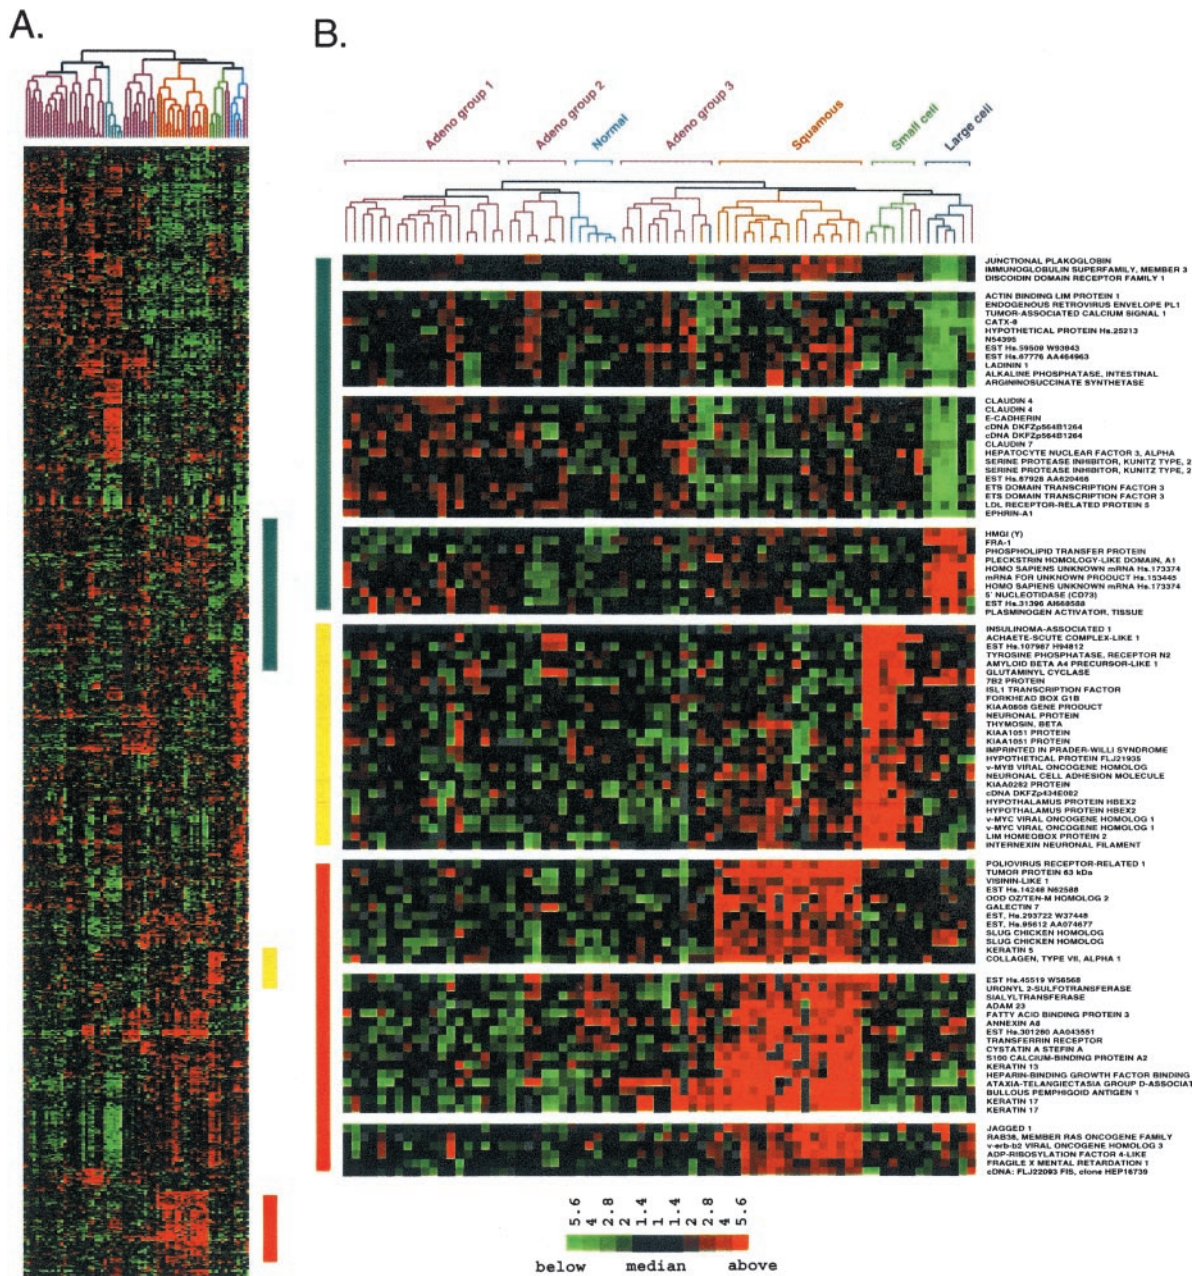 A.
B.
Adeno group 1
Adeno group 2
Normal
Adeno group 3
Squamous
Small cell
Large cell
JUNCTIONAL PLAKOGLOBIN
IMMUNOGLOBULIN SUPERFAMILY, MEMBER 3
DISCOIDIN DOMAIN RECEPTOR FAMILY 1
ACTIN BINDING LIM PROTEIN 1
ENDOGENOUS RETROVIRUS ENVELOPE PL1
TUMOR-ASSOCIATED CALCIUM SIGNAL 1
CATX-8
HYPOTHETICAL PROTEIN Hs.25213
N54395
EST Hs.59509 W93943
EST Hs.67776 AA464963
LADININ 1
ALKALINE PHOSPHATASE, INTESTINAL
ARGININOSUCCINATE SYNTHETASE
CLAUDIN 4
CLAUDIN 4
E-CADHERIN
cDNA DKFZp564B1264
cDNA DKFZp564B1264
CLAUDIN 7
HEPATOCYTE NUCLEAR FACTOR 3, ALPHA
SERINE PROTEASE INHIBITOR, KUNITZ TYPE, 2
SERINE PROTEASE INHIBITOR, KUNITZ TYPE, 2
EST Hs.87928 AA620466
ETS DOMAIN TRANSCRIPTION FACTOR 3
ETS DOMAIN TRANSCRIPTION FACTOR 3
LDL RECEPTOR-RELATED PROTEIN 5
EPHRIN-A1
HMGI (Y)
FRA-1
PHOSPHOLIPID TRANSFER PROTEIN
PLECKSTRIN HOMOLOGY-LIKE DOMAIN, A1
HOMO SAPIENS UNKNOWN mRNA Hs.173374
mRNA FOR UNKNOWN PRODUCT Hs.153445
HOMO SAPIENS UNKNOWN mRNA Hs.173374
5' NUCLEOTIDASE (CD73)
EST Hs.31396 AI668588
PLASMINOGEN ACTIVATOR, TISSUE
INSULINOMA-ASSOCIATED 1
ACHAETE-SCUTE COMPLEX-LIKE 1
EST Hs.107987 H94812
TYROSINE PHOSPHATASE, RECEPTOR N2
AMYLOID BETA A4 PRECURSOR-LIKE 1
GLUTAMINYL CYCLASE
7B2 PROTEIN
ISL1 TRANSCRIPTION FACTOR
FORKHEAD BOX G1B
KIAA0808 GENE PRODUCT
NEURONAL PROTEIN
THYMOSIN, BETA
KIAA1051 PROTEIN
KIAA1051 PROTEIN
IMPRINTED IN PRADER-WILLI SYNDROME
HYPOTHETICAL PROTEIN FLJ21935
v-MYB VIRAL ONCOGENE HOMOLOG
NEURONAL CELL ADHESION MOLECULE
KIAA0282 PROTEIN
cDNA DKFZp434E082
HYPOTHALAMUS PROTEIN HBEX2
HYPOTHALAMUS PROTEIN HBEX2
v-MYC VIRAL ONCOGENE HOMOLOG 1
v-MYC VIRAL ONCOGENE HOMOLOG 1
LIM HOMEOBOX PROTEIN 2
INTERNEXIN NEURONAL FILAMENT
POLIOVIRUS RECEPTOR-RELATED 1
TUMOR PROTEIN 63 kDa
VISININ-LIKE 1
EST Hs.14248 N62588
ODD OZ/TEN-M HOMOLOG 2
GALECTIN 7
EST, Hs.293722 W37448
EST, Hs.95612 AA074677
SLUG CHICKEN HOMOLOG
SLUG CHICKEN HOMOLOG
KERATIN 5
COLLAGEN, TYPE VII, ALPHA 1
EST Hs.45519 W56568
URONYL 2-SULFOTRANSFERASE
SIALYLTRANSFERASE
ADAM 23
FATTY ACID BINDING PROTEIN 3
ANNEXIN A8
EST Hs.301280 AA043551
TRANSFERRIN RECEPTOR
CYSTATIN A STEFIN A
S100 CALCIUM-BINDING PROTEIN A2
KERATIN 13
HEPARIN-BINDING GROWTH FACTOR BINDING
ATAXIA-TELANGIECTASIA GROUP D-ASSOCIAT
BULLOUS PEMPHIGOID ANTIGEN 1
KERATIN 17
KERATIN 17
JAGGED 1
RAB38, MEMBER RAS ONCOGENE FAMILY
v-erb-b2 VIRAL ONCOGENE HOMOLOG 3
ADP-RIBOSYLATION FACTOR 4-LIKE
FRAGILE X MENTAL RETARDATION 1
cDNA: FLJ22093 FIS, clone HEP16739
5.6 4 2.8 2 1.4 1.4 2 2.8 4 5.6
below median above